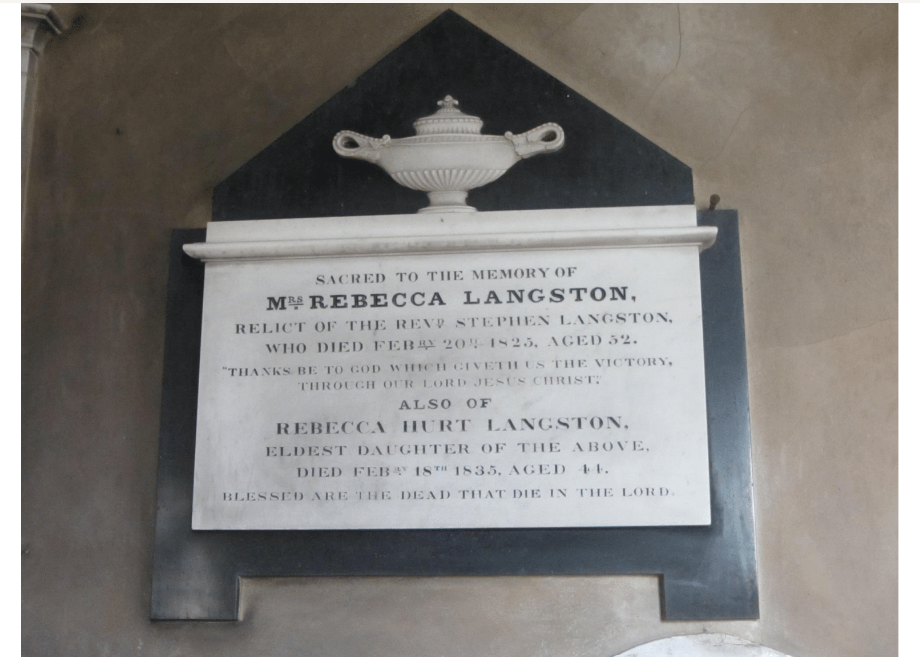 SACRED TO THE MEMORY OF
MRS REBECCA LANGSTON,
RELICT OF THE REVD STEPHEN LANGSTON,
WHO DIED FEBRY 20TH 1825, AGED 52.
"THANKS BE TO GOD WHICH GIVETH US THE VICTORY,
THROUGH OUR LORD JESUS CHRIST;"
ALSO OF
REBECCA HURT LANGSTON,
ELDEST DAUGHTER OF THE ABOVE,
DIED FEBRY 18TH 1835, AGED 44.
BLESSED ARE THE DEAD THAT DIE IN THE LORD.